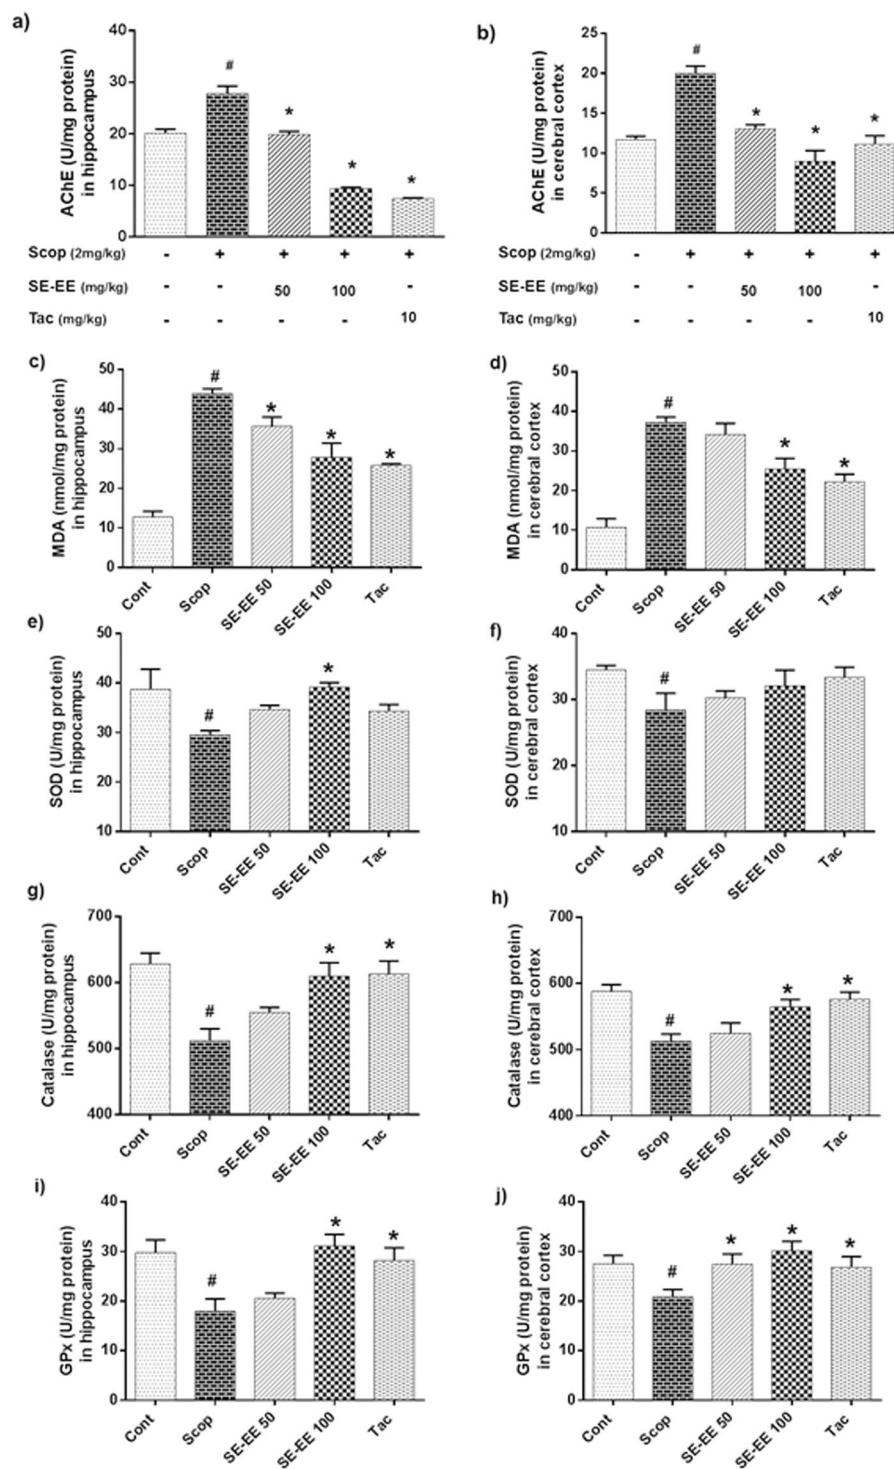 a)
AChE (U/mg protein)
in hippocampus
40
30
20
10
0
#
*
*
*
Scop (2mg/kg) - + + + +
SE-EE (mg/kg) - - 50 100 -
Tac (mg/kg) - - - - 10
b)
AChE (U/mg protein)
in cerebral cortex
25
20
15
10
5
0
#
*
*
*
Scop (2mg/kg) - + + + +
SE-EE (mg/kg) - - 50 100 -
Tac (mg/kg) - - - - 10
c)
MDA (nmol/mg protein)
in hippocampus
50
40
30
20
10
0
#
*
*
*
Cont Scop SE-EE 50 SE-EE 100 Tac
d)
MDA (nmol/mg protein)
in cerebral cortex
50
40
30
20
10
0
#
*
*
Cont Scop SE-EE 50 SE-EE 100 Tac
e)
SOD (U/mg protein)
in hippocampus
50
40
30
20
10
#
*
Cont Scop SE-EE 50 SE-EE 100 Tac
f)
SOD (U/mg protein)
in cerebral cortex
40
30
20
10
#
Cont Scop SE-EE 50 SE-EE 100 Tac
g)
Catalase (U/mg protein)
in hippocampus
700
600
500
400
#
*
*
Cont Scop SE-EE 50 SE-EE 100 Tac
h)
Catalase (U/mg protein)
in cerebral cortex
700
600
500
400
#
*
*
Cont Scop SE-EE 50 SE-EE 100 Tac
i)
GPx (U/mg protein)
in hippocampus
40
30
20
10
0
#
*
*
Cont Scop SE-EE 50 SE-EE 100 Tac
j)
GPx (U/mg protein)
in cerebral cortex
40
30
20
10
0
#
*
*
*
Cont Scop SE-EE 50 SE-EE 100 Tac